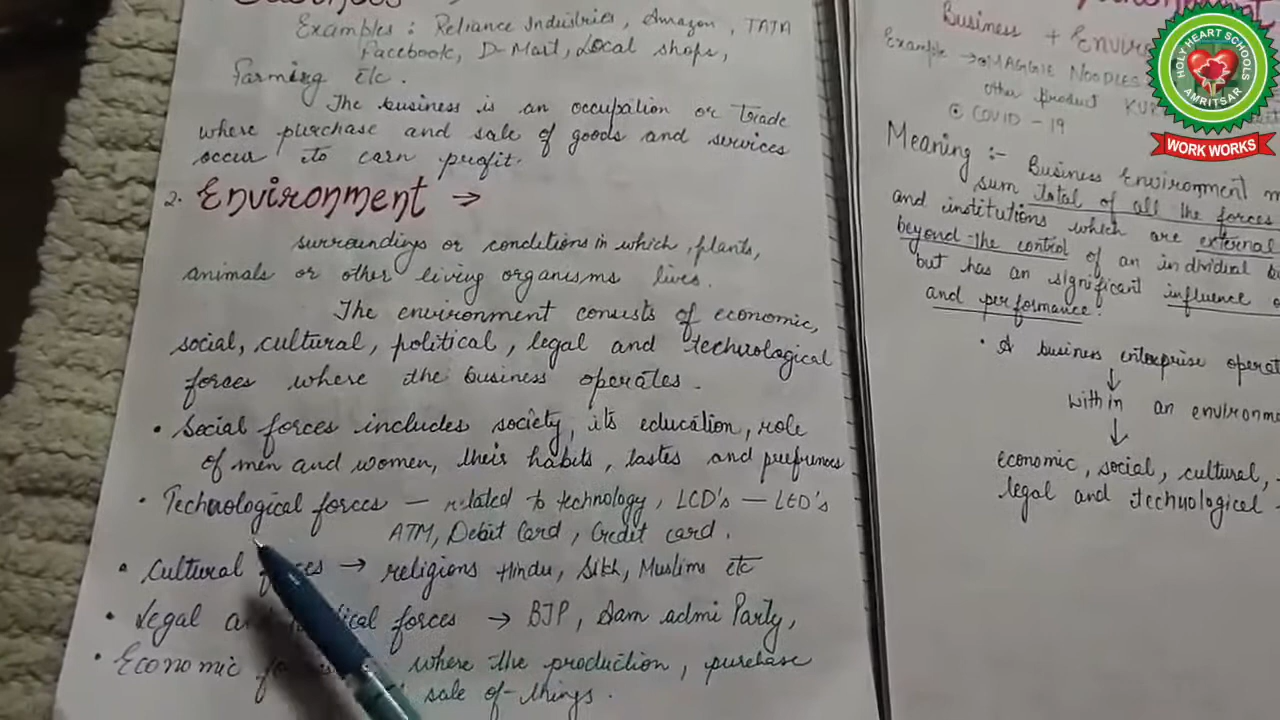 Examples : Reliance Industries, Amazon, TATA
Facebook, D-Mart, Local shops,
Farming etc.
The business is an occupation or trade
where purchase and sale of goods and services
occur to earn profit.
2. Environment →
surroundings or conditions in which, plants,
animals or other living organisms lives.
The environment consists of economic,
social, cultural, political, legal and technological
forces where the business operates.
• Social forces includes society, its education, role
of men and women, their habits, tastes and prefrences
• Technological forces – related to technology, LCD's – LED's
ATM, Debit Card, Credit card.
• Cultural forces → religions Hindu, Sikh, Muslims etc
• Legal forces → BJP, Aam admi Party,
• Economic where the production, purchase
sale of things.
Business + Envir
Example → • MAGGIE NOODLES
other product KUR
• COVID – 19
Meaning :- Business Environment m
sum total of all the forces
and institutions which are external
beyond the control of an individial
but has an significant influence
and performance.
• A business enterprise operat
↓
within an environm
↓
economic, social, cultural,
legal and technological
HOLY HEART SCHOOLS
AMRITSAR
WORK WORKS